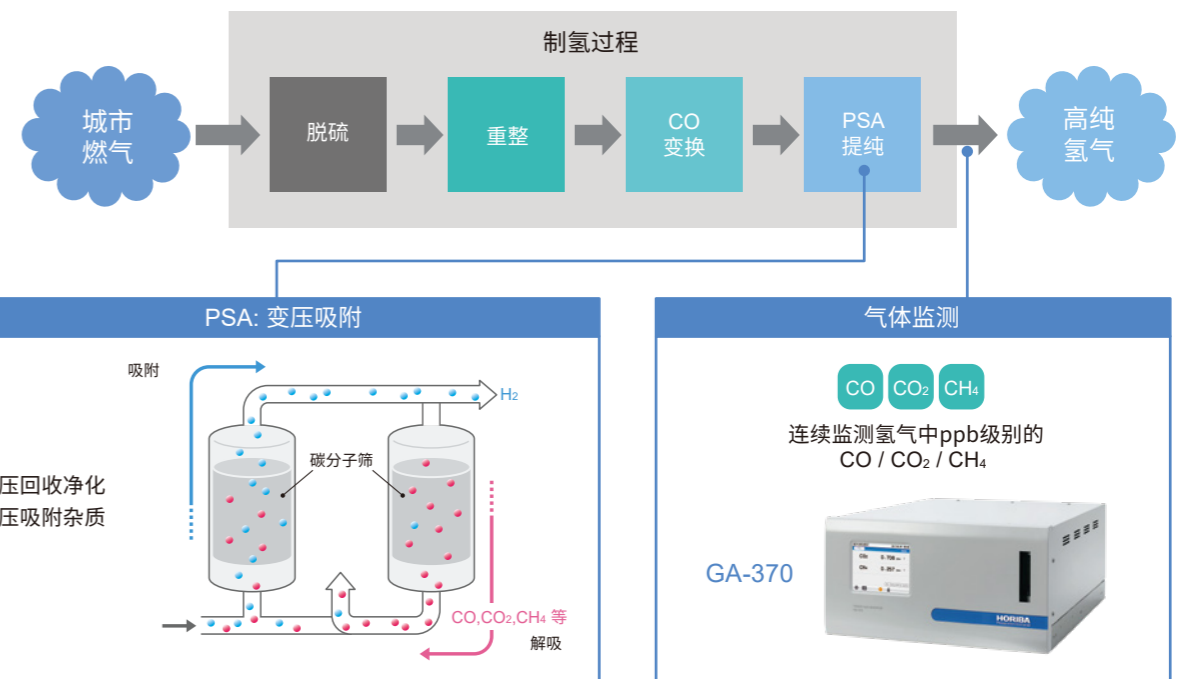 制氢过程
城市
燃气
脱硫
重整
CO
变换
PSA
提纯
高纯
氢气
PSA: 变压吸附
吸附
H₂
碳分子筛
压回收净化
压吸附杂质
CO,CO₂,CH₄ 等
解吸
气体监测
CO CO₂ CH₄
连续监测氢气中ppb级别的
CO / CO₂ / CH₄
GA-370
HORIBA